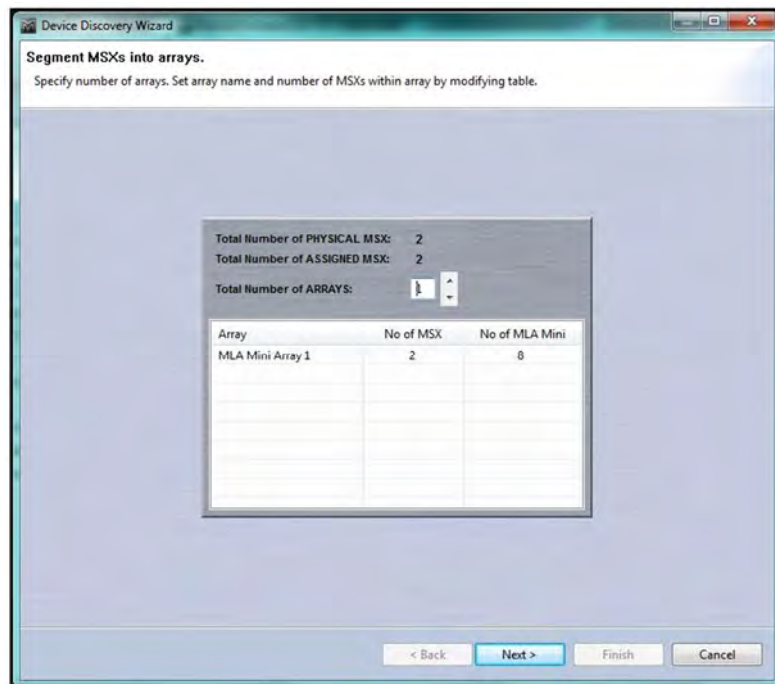 Device Discovery Wizard
Segment MSXs into arrays.
Specify number of arrays. Set array name and number of MSXs within array by modifying table.
Total Number of PHYSICAL MSX: 2
Total Number of ASSIGNED MSX: 2
Total Number of ARRAYS: 1
Array No of MSX No of MLA Mini
MLA Mini Array 1 2 8
< Back Next > Finish Cancel